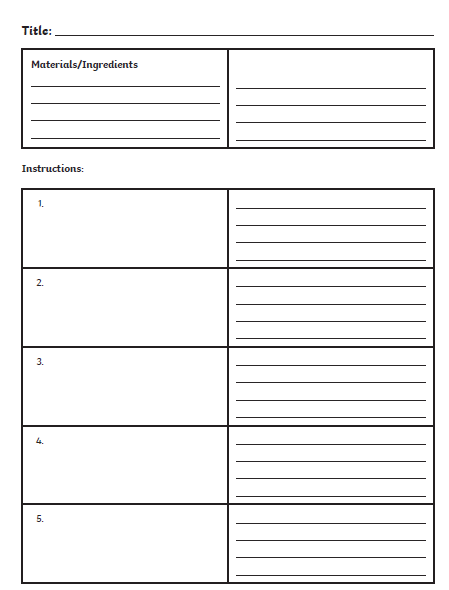 Title:
Materials/Ingredients
Instructions:
1.
2.
3.
4.
5.